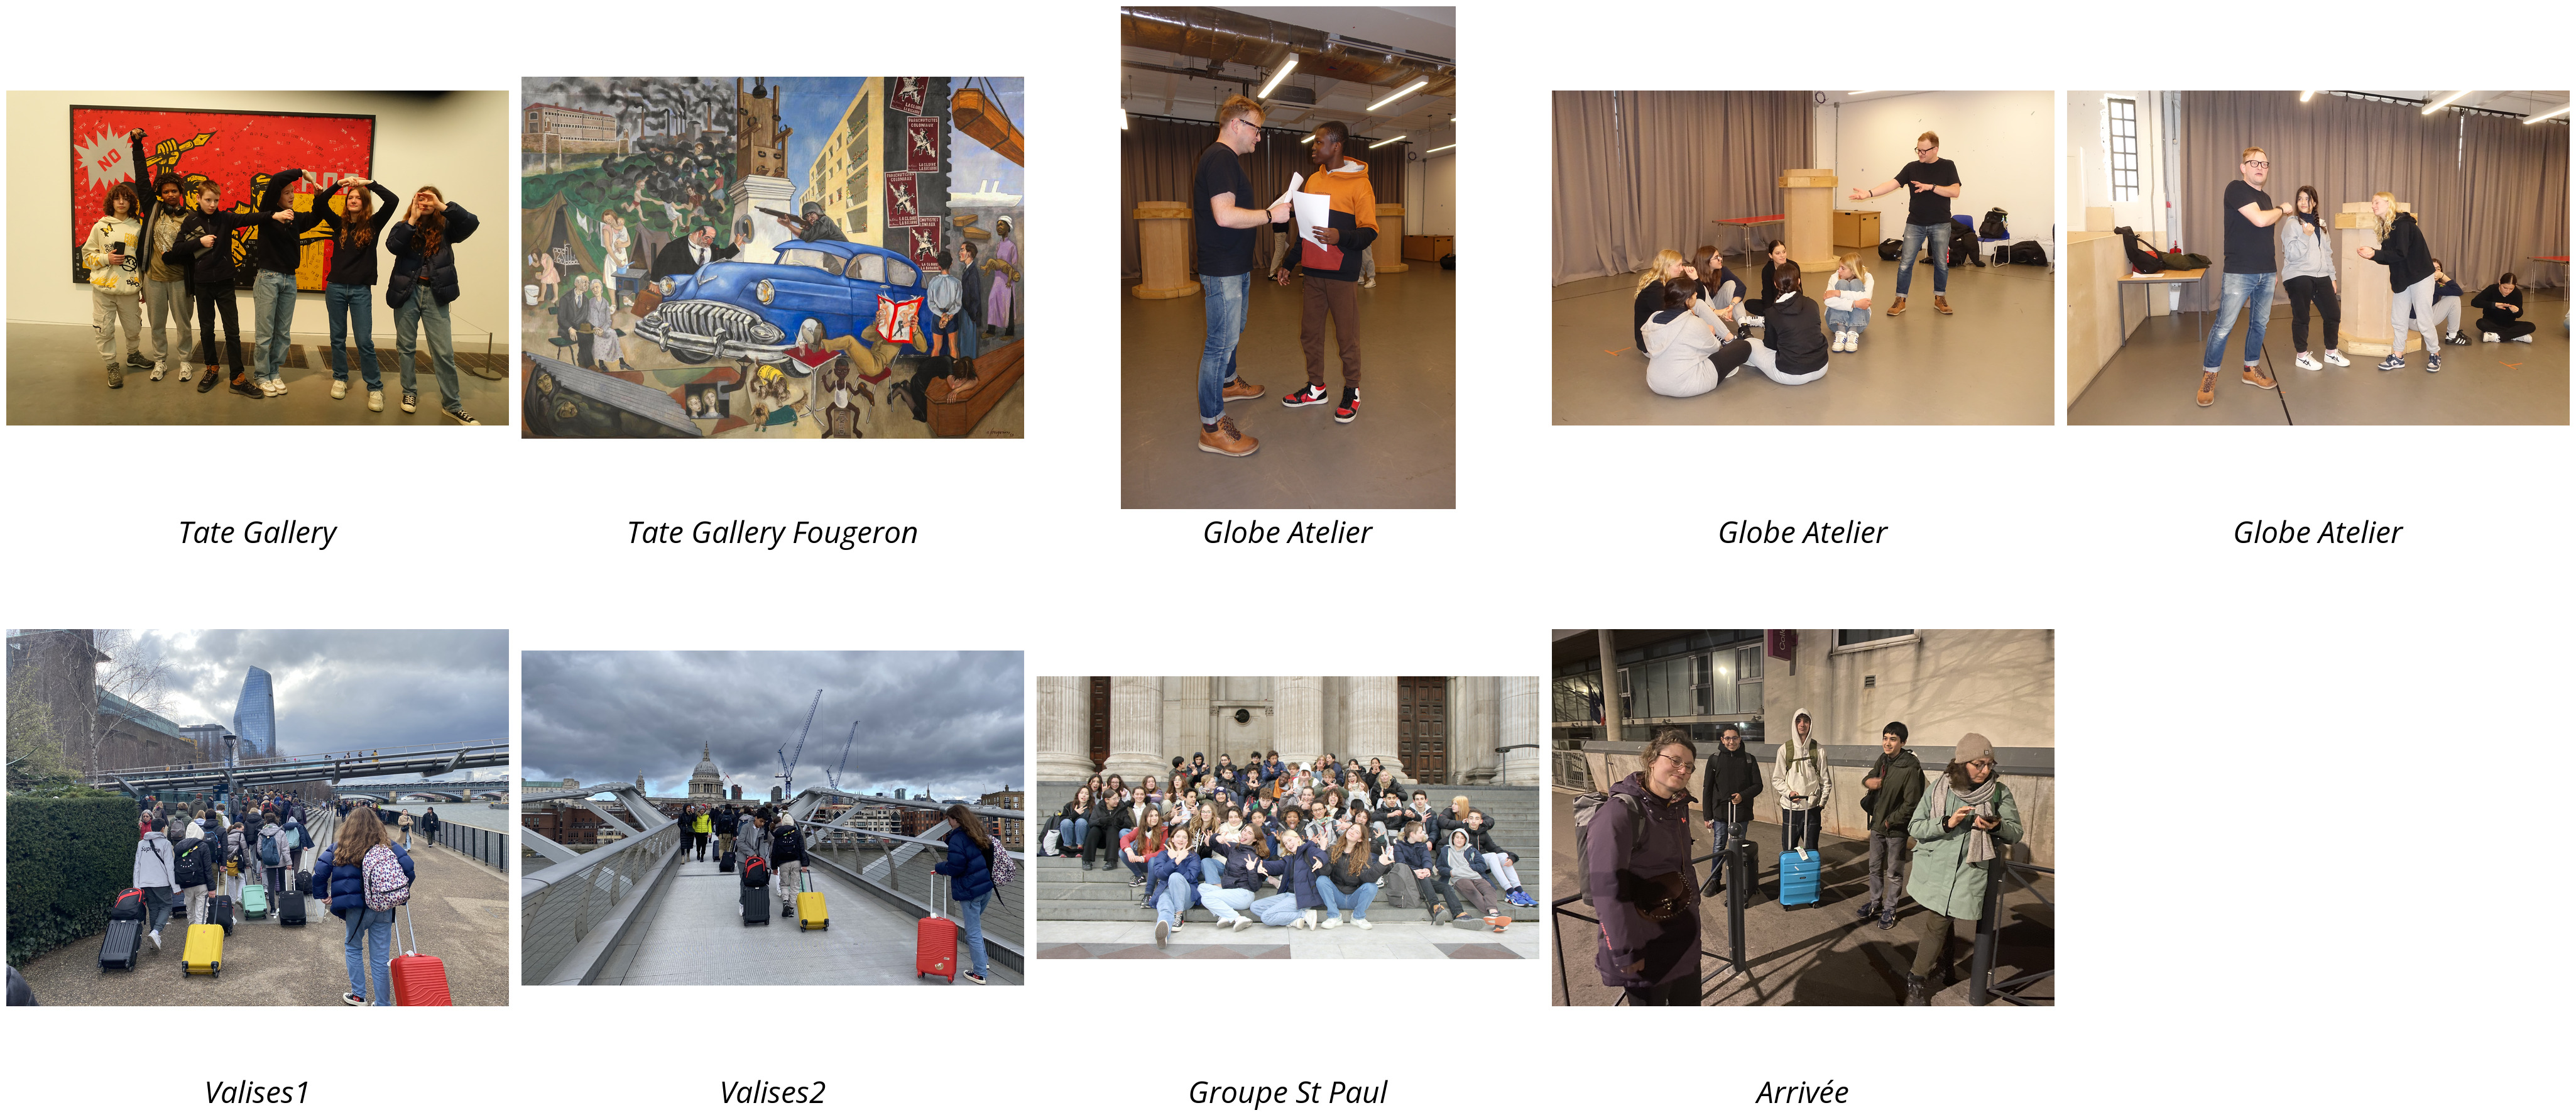 NO
Tate Gallery
Tate Gallery Fougeron
Globe Atelier
Globe Atelier
Globe Atelier
Valises1
Valises2
Groupe St Paul
Arrivée